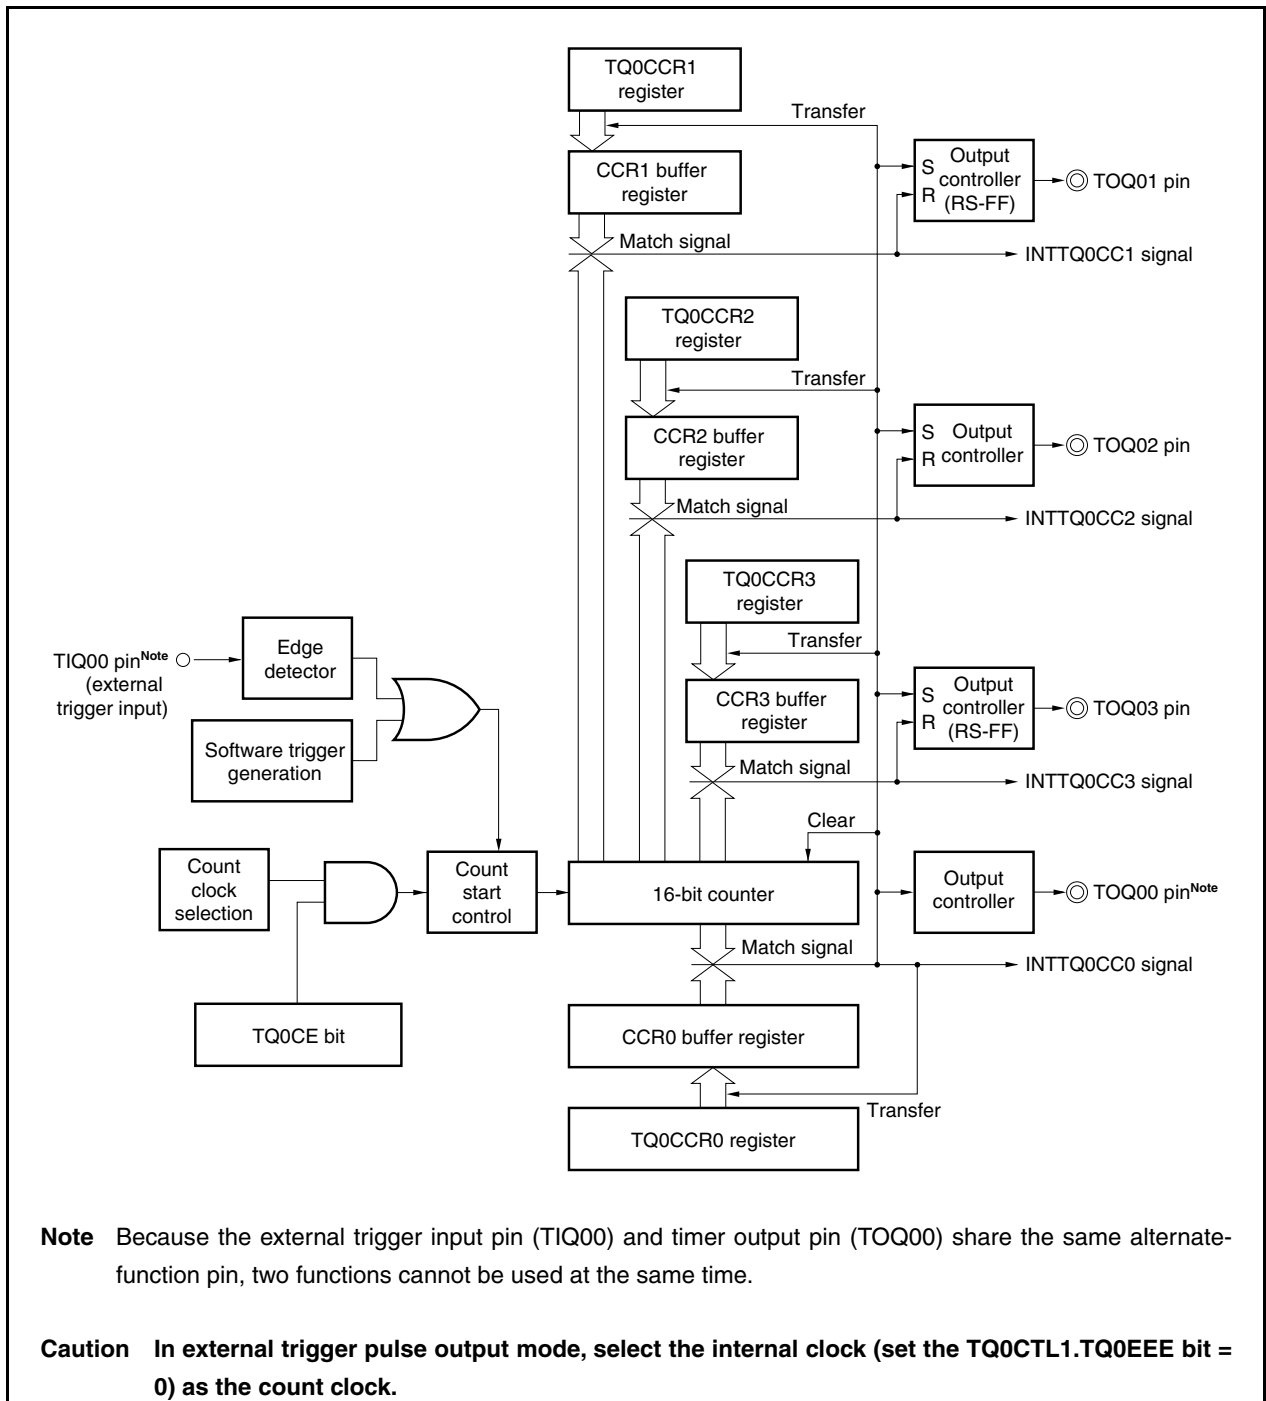 TQ0CCR1
register
Transfer
CCR1 buffer
register
S
R
Output
controller
(RS-FF)
TOQ01 pin
Match signal
INTTQ0CC1 signal
TQ0CCR2
register
Transfer
CCR2 buffer
register
S
R
Output
controller
TOQ02 pin
Match signal
INTTQ0CC2 signal
TQ0CCR3
register
Transfer
CCR3 buffer
register
S
R
Output
controller
(RS-FF)
TOQ03 pin
Match signal
INTTQ0CC3 signal
TIQ00 pin Note
(external
trigger input)
Edge
detector
Software trigger
generation
Clear
Count
clock
selection
Count
start
control
16-bit counter
Output
controller
TOQ00 pin Note
Match signal
INTTQ0CC0 signal
TQ0CE bit
CCR0 buffer register
Transfer
TQ0CCR0 register
Note Because the external trigger input pin (TIQ00) and timer output pin (TOQ00) share the same alternate-
function pin, two functions cannot be used at the same time.
Caution In external trigger pulse output mode, select the internal clock (set the TQ0CTL1.TQ0EEE bit =
0) as the count clock.